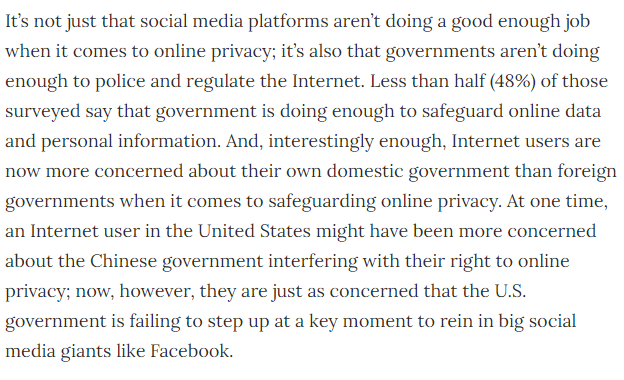 It’s not just that social media platforms aren’t doing a good enough job
when it comes to online privacy; it’s also that governments aren’t doing
enough to police and regulate the Internet. Less than half (48%) of those
surveyed say that government is doing enough to safeguard online data
and personal information. And, interestingly enough, Internet users are
now more concerned about their own domestic government than foreign
governments when it comes to safeguarding online privacy. At one time,
an Internet user in the United States might have been more concerned
about the Chinese government interfering with their right to online
privacy; now, however, they are just as concerned that the U.S.
government is failing to step up at a key moment to rein in big social
media giants like Facebook.